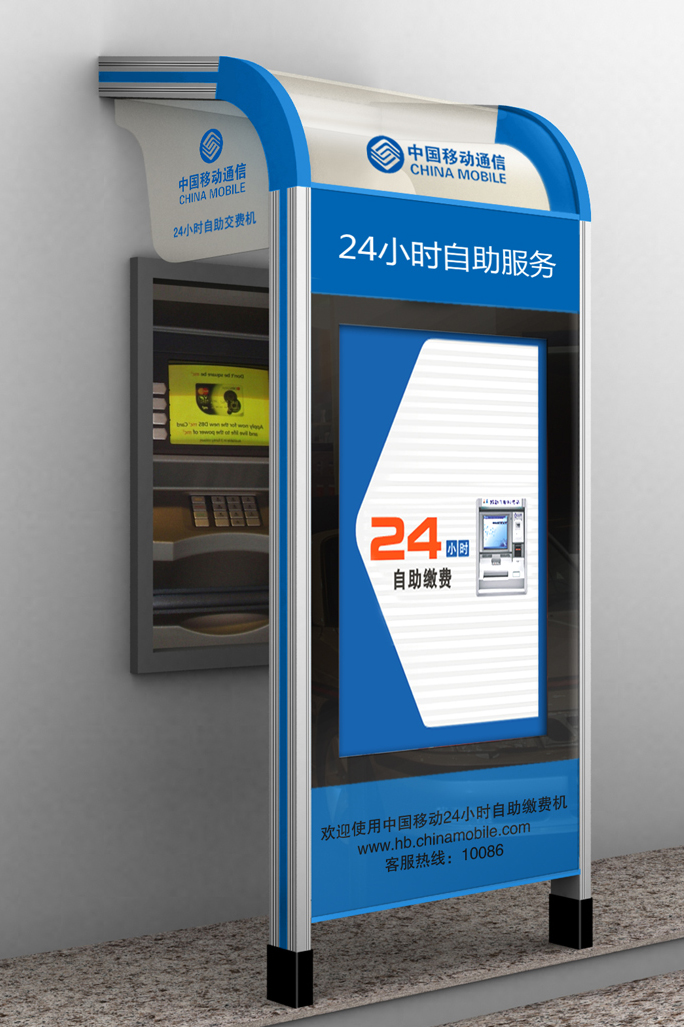 中国移动通信
CHINA MOBILE
24小时自助交费机
中国移动通信
CHINA MOBILE
24小时自助服务
24小时
自助缴费
欢迎使用中国移动24小时自助缴费机
www.hb.chinamobile.com
客服热线：10086